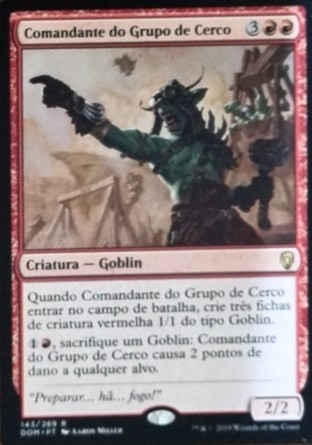 Comandante do Grupo de Cerco 3
Criatura — Goblin
Quando Comandante do Grupo de Cerco
entrar no campo de batalha, crie três fichas
de criatura vermelha 1/1 do tipo Goblin.
1, sacrifique um Goblin: Comandante
do Grupo de Cerco causa 2 pontos de
dano a qualquer alvo.
"Preparar... hã... fogo!"
2/2
143/269 R
DOM • PT Aaron Miller
™ & © 2018 Wizards of the Coast